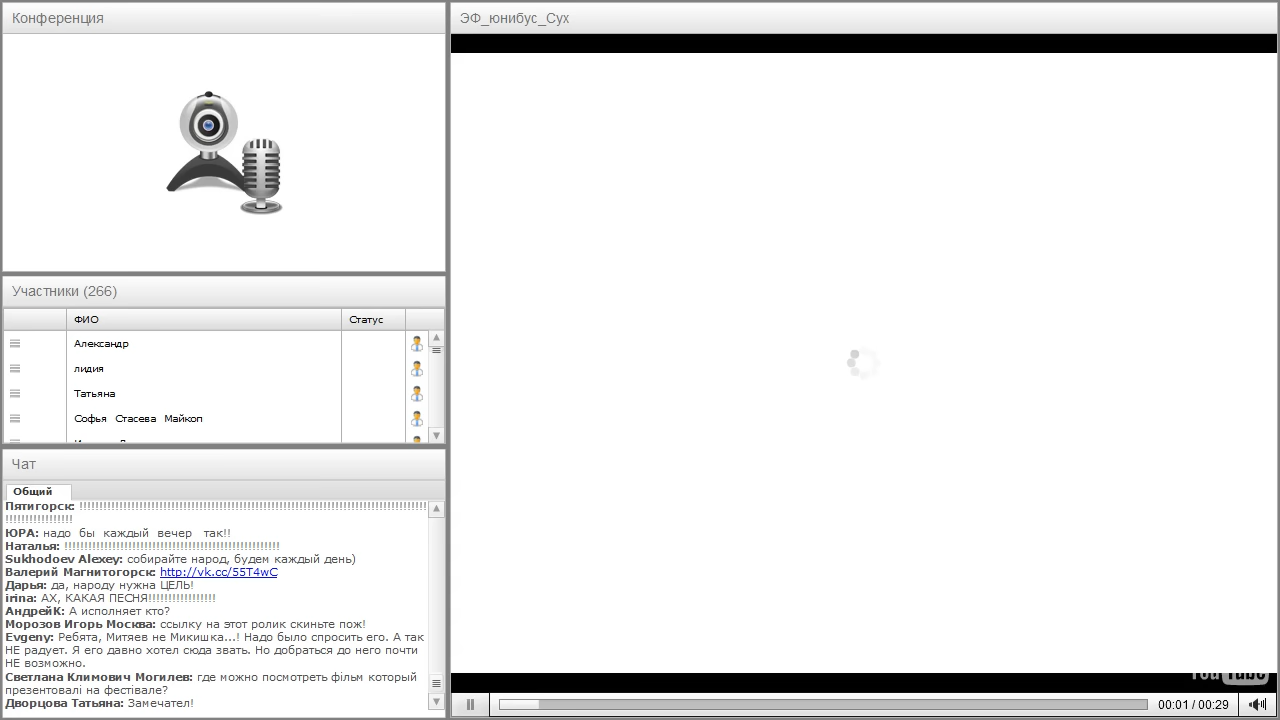 Конференция
ЭФ_юнибус_Сух
Участники (266)
ФИО Статус
Александр
лидия
Татьяна
Софья Стасева Майкоп
Чат
Общий
Пятигорск: !!!!!!!!!!!!!!!!!!!!!!!!!!!!!!!!!!!!!!!!!!!!!!!!!!!!!!!!!!!!!!!!!!!!!!!!!!!!!!!!!!!!!!!
!!!!!!!!!!!!!!!!!
ЮРА: надо бы каждый вечер так!!
Наталья: !!!!!!!!!!!!!!!!!!!!!!!!!!!!!!!!!!!!!!!!!!!!!!!!!!!!!!
Sukhodoev Alexey: собирайте народ, будем каждый день)
Валерий Магнитогорск: http://vk.cc/55T4wC
Дарья: да, народу нужна ЦЕЛЬ!
irina: АХ, КАКАЯ ПЕСНЯ!!!!!!!!!!!!!!!!!
АндрейК: А исполняет кто?
Морозов Игорь Москва: ссылку на этот ролик скиньте пож!
Evgeny: Ребята, Митяев не Микишка...! Надо было спросить его. А так
НЕ радует. Я его давно хотел сюда звать. Но добраться до него почти
НЕ возможно.
Светлана Климович Могилев: где можно посмотреть фільм который
презентовалі на фестівале?
Дворцова Татьяна: Замечател!
YouTube
00:01 / 00:29